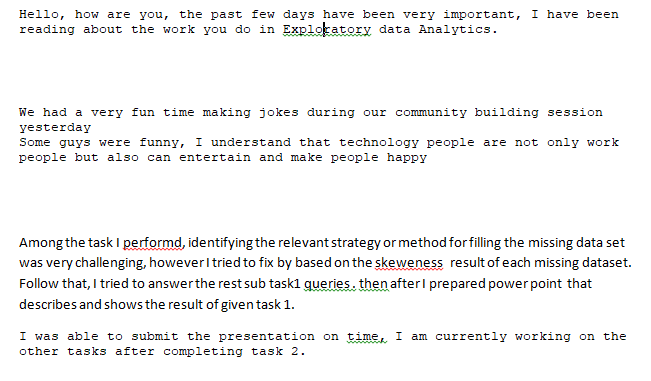 Hello, how are you, the past few days have been very important, I have been
reading about the work you do in Exploratory data Analytics.
We had a very fun time making jokes during our community building session
yesterday
Some guys were funny, I understand that technology people are not only work
people but also can entertain and make people happy
Among the task I performd, identifying the relevant strategy or method for filling the missing data set
was very challenging, however I tried to fix by based on the skeweness result of each missing dataset.
Follow that, I tried to answer the rest sub task1 queries. then after I prepared power point that
describes and shows the result of given task 1.
I was able to submit the presentation on time, I am currently working on the
other tasks after completing task 2.